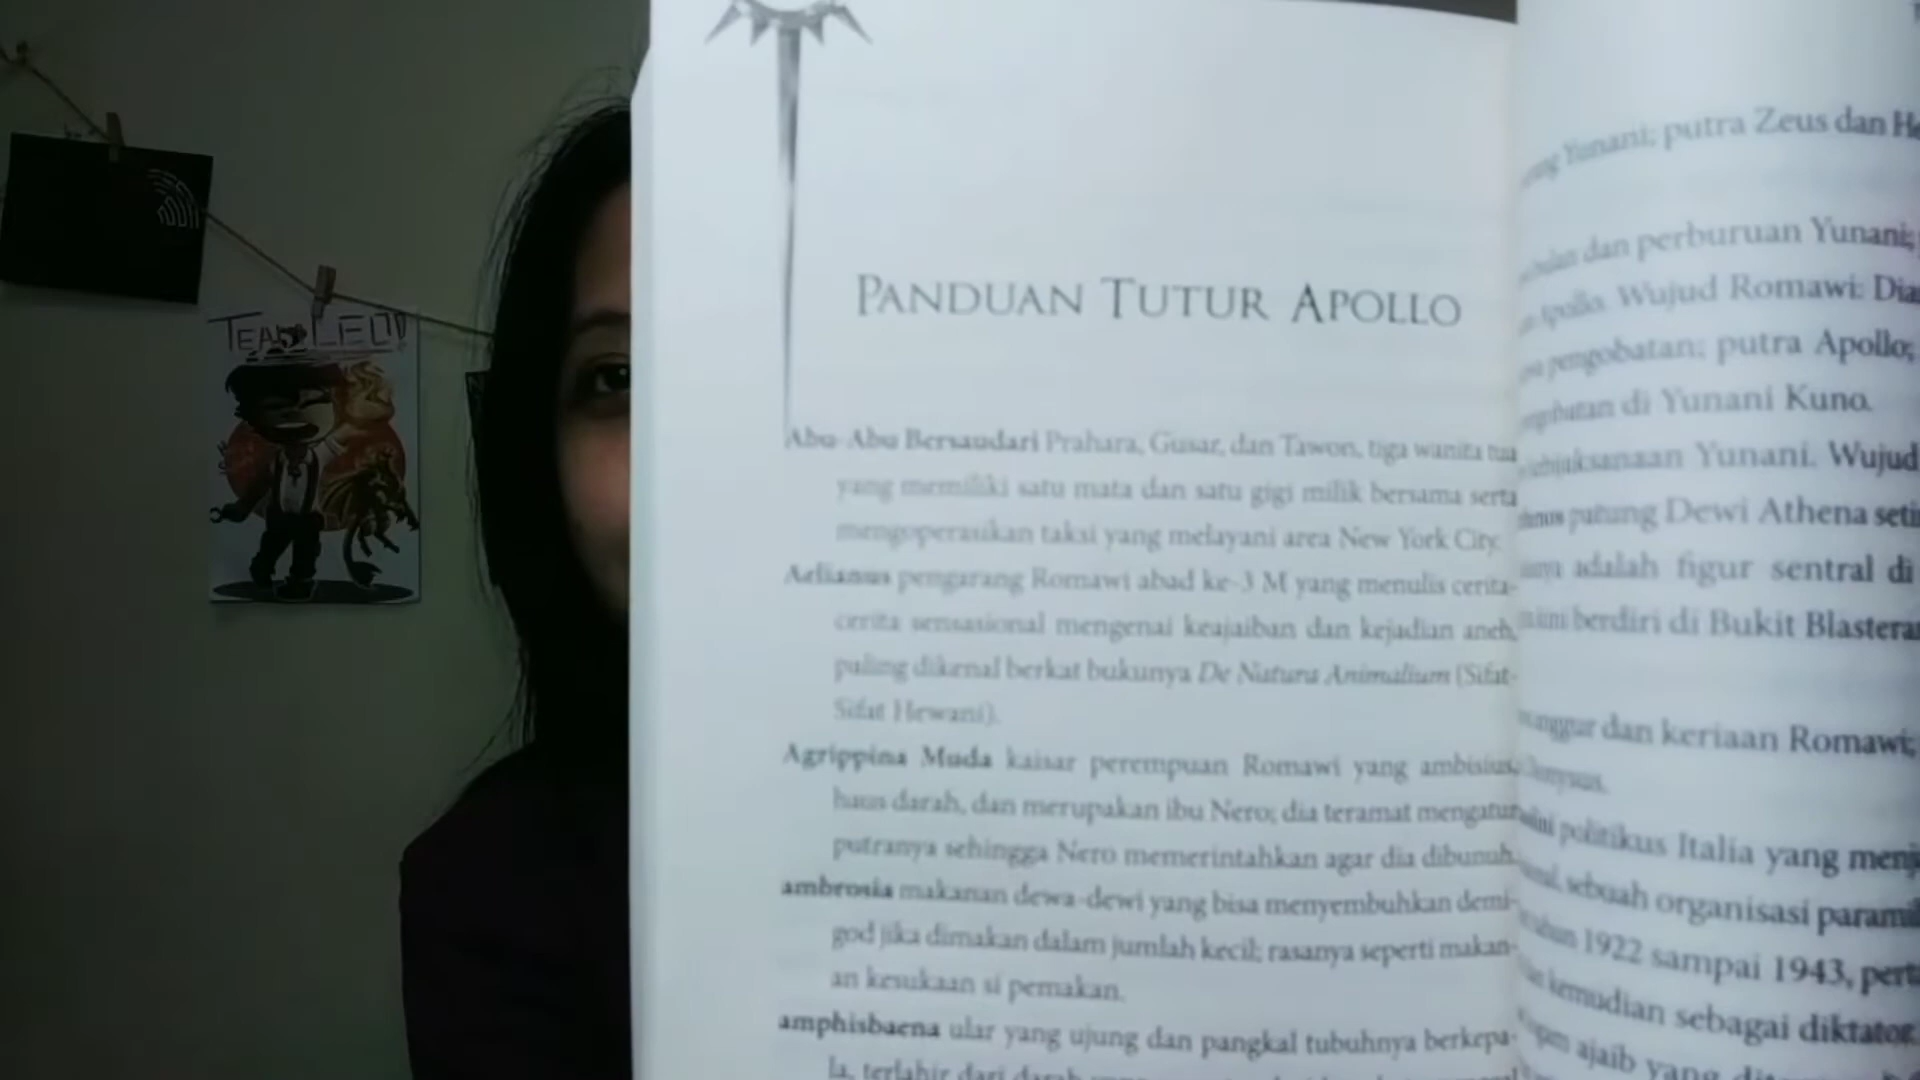 TEAM LEO!
PANDUAN TUTUR APOLLO
Abu-Abu Bersaudari Prahara, Gusar, dan Tawon, tiga wanita tua
yang memiliki satu mata dan satu gigi milik bersama serta
mengoperasikan taksi yang melayani area New York City.
Aelianus pengarang Romawi abad ke-3 M yang menulis cerita-
cerita sensasional mengenai keajaiban dan kejadian aneh,
paling dikenal berkat bukunya De Natura Animalium (Sifat-
Sifat Hewani).
Agrippina Muda kaisar perempuan Romawi yang ambisius,
haus darah, dan merupakan ibu Nero; dia teramat mengatur
putranya sehingga Nero memerintahkan agar dia dibunuh.
ambrosia makanan dewa-dewi yang bisa menyembuhkan demi-
god jika dimakan dalam jumlah kecil; rasanya seperti makan-
an kesukaan si pemakan.
amphisbaena ular yang ujung dan pangkal tubuhnya berkepa-
la, terlahir dari darah
Yunani; putra Zeus dan
dan perburuan Yunani;
Apollo. Wujud Romawi:
pengobatan; putra Apollo;
di Yunani Kuno.
Yunani. Wujud
patung Dewi Athena
adalah figur sentral di
berdiri di Bukit
dan keriaan Romawi;
politikus Italia yang
sebuah organisasi
1922 sampai 1943,
kemudian sebagai diktator.
ajaib yang